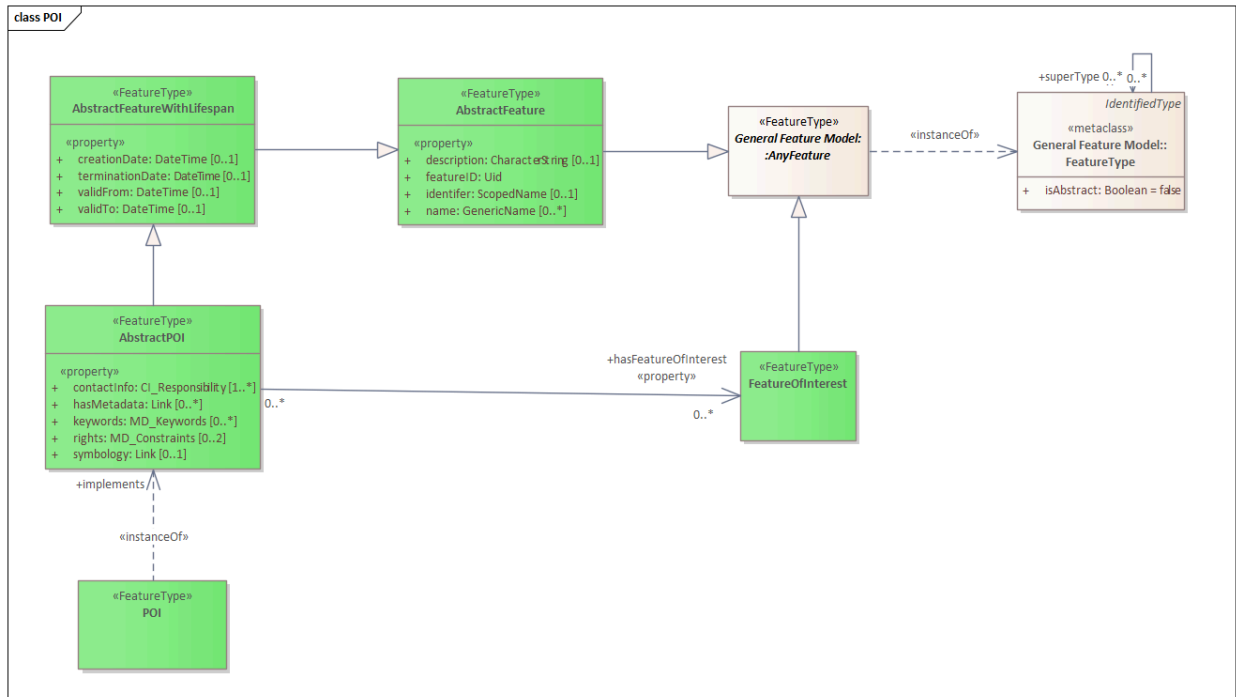 class POI
«FeatureType»
AbstractFeatureWithLifespan
«property»
+ creationDate: DateTime [0..1]
+ terminationDate: DateTime [0..1]
+ validFrom: DateTime [0..1]
+ validTo: DateTime [0..1]
«FeatureType»
AbstractFeature
«property»
+ description: CharacterString [0..1]
+ featureID: Uid
+ identifer: ScopedName [0..1]
+ name: GenericName [0..*]
«FeatureType»
General Feature Model:
:AnyFeature
«instanceOf»
+superType 0..* 0..*
IdentifiedType
«metaclass»
General Feature Model::
FeatureType
+ isAbstract: Boolean = false
«FeatureType»
AbstractPOI
«property»
+ contactInfo: CI_Responsibility [1..*]
+ hasMetadata: Link [0..*]
+ keywords: MD_Keywords [0..*]
+ rights: MD_Constraints [0..2]
+ symbology: Link [0..1]
0..*
+hasFeatureOfInterest
«property»
0..*
«FeatureType»
FeatureOfInterest
+implements
«instanceOf»
«FeatureType»
POI